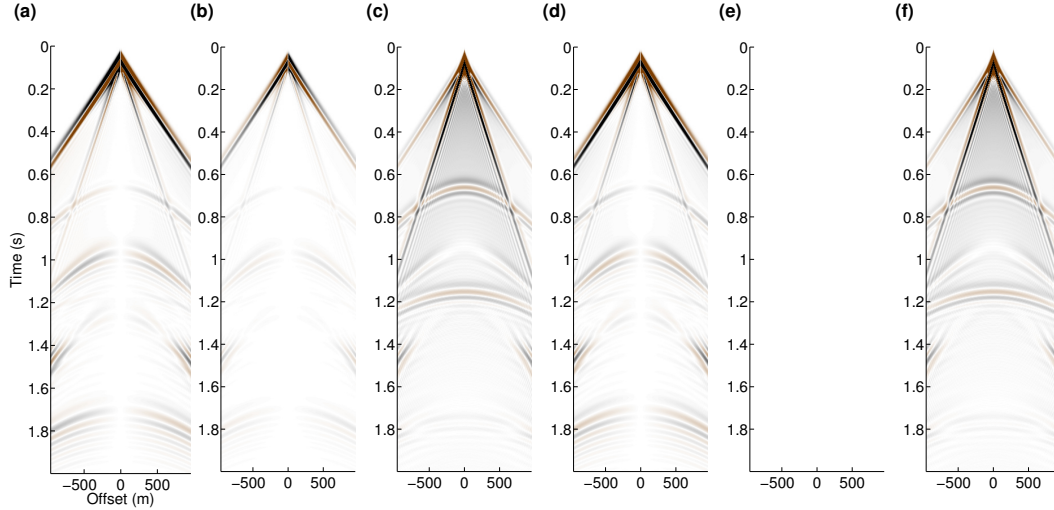 (a) (b) (c) (d) (e) (f)
0 0 0 0 0 0
0.2 0.2 0.2 0.2 0.2 0.2
0.4 0.4 0.4 0.4 0.4 0.4
0.6 0.6 0.6 0.6 0.6 0.6
0.8 0.8 0.8 0.8 0.8 0.8
Time (s)
1 1 1 1 1 1
1.2 1.2 1.2 1.2 1.2 1.2
1.4 1.4 1.4 1.4 1.4 1.4
1.6 1.6 1.6 1.6 1.6 1.6
1.8 1.8 1.8 1.8 1.8 1.8
−500 0 500 −500 0 500 −500 0 500 −500 0 500 −500 0 500 −500 0 500
Offset (m)